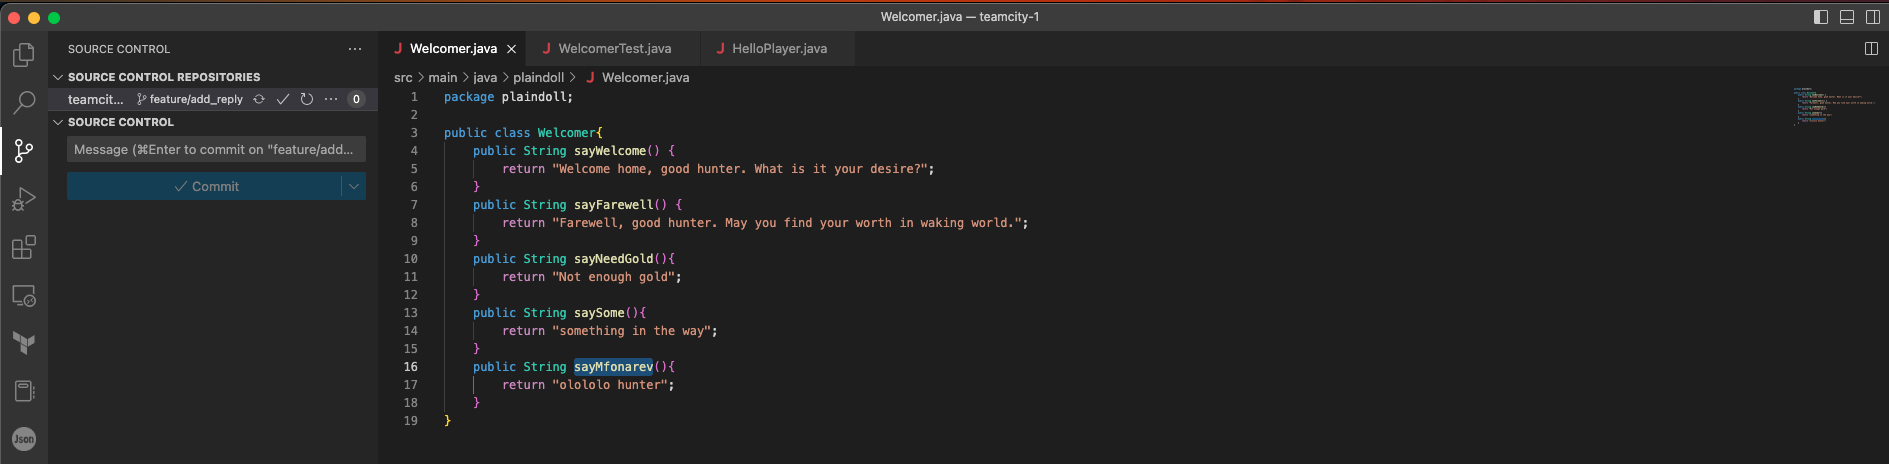 Welcomer.java — teamcity-1
SOURCE CONTROL
SOURCE CONTROL REPOSITORIES
teamcit... feature/add_reply 0
SOURCE CONTROL
Message (⌘Enter to commit on "feature/add...
Commit
Json
J Welcomer.java J WelcomerTest.java J HelloPlayer.java
src > main > java > plaindoll > J Welcomer.java
1 package plaindoll;
2
3 public class Welcomer{
4 public String sayWelcome() {
5 return "Welcome home, good hunter. What is it your desire?";
6 }
7 public String sayFarewell() {
8 return "Farewell, good hunter. May you find your worth in waking world.";
9 }
10 public String sayNeedGold(){
11 return "Not enough gold";
12 }
13 public String saySome(){
14 return "something in the way";
15 }
16 public String sayMfonarev(){
17 return "olololo hunter";
18 }
19 }